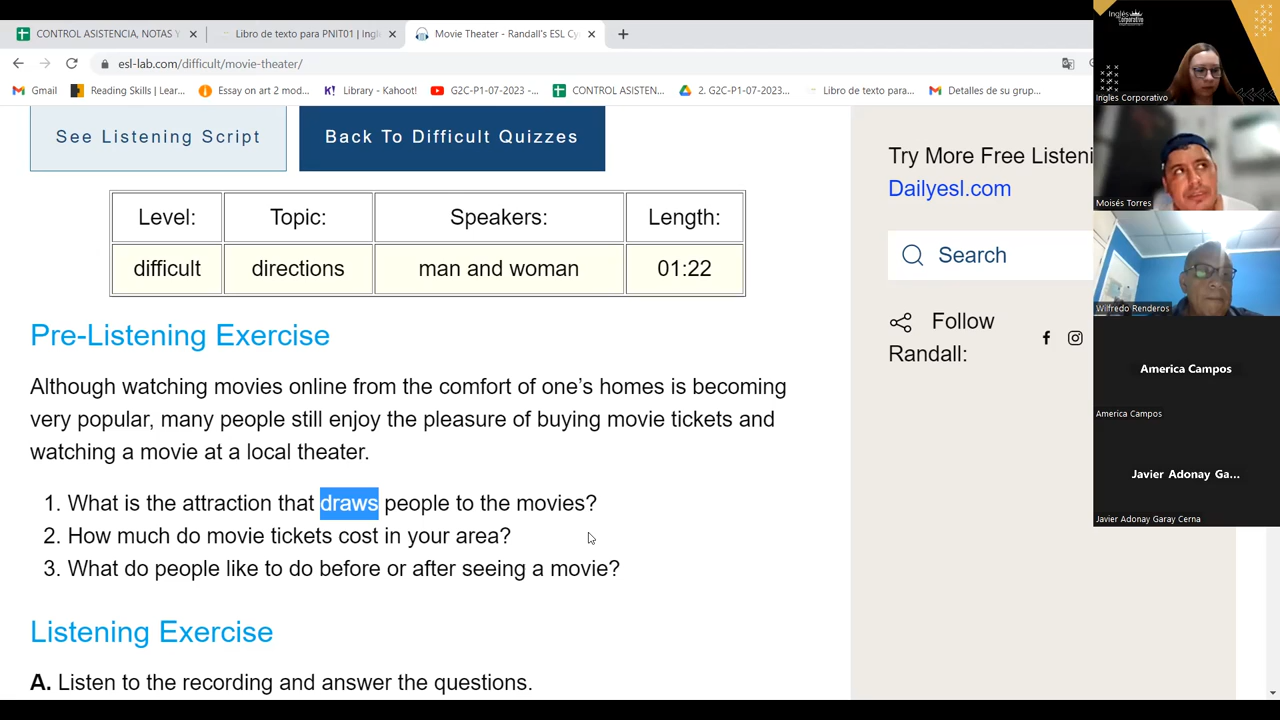 CONTROL ASISTENCIA, NOTAS Y
Libro de texto para PNIT01 | Ingl
Movie Theater - Randall's ESL Cy
esl-lab.com/difficult/movie-theater/
Gmail
Reading Skills | Lear...
Essay on art 2 mod...
Library - Kahoot!
G2C-P1-07-2023 -...
CONTROL ASISTEN...
2. G2C-P1-07-2023...
Libro de texto para...
Detalles de su grup...
See Listening Script
Back To Difficult Quizzes
Level: Topic: Speakers: Length:
difficult directions man and woman 01:22
Pre-Listening Exercise
Although watching movies online from the comfort of one's homes is becoming
very popular, many people still enjoy the pleasure of buying movie tickets and
watching a movie at a local theater.
1. What is the attraction that draws people to the movies?
2. How much do movie tickets cost in your area?
3. What do people like to do before or after seeing a movie?
Listening Exercise
A. Listen to the recording and answer the questions.
Try More Free Listeni
Dailyesl.com
Search
Follow
Randall:
Inglés
Corporativo
Ingles Corporativo
Moisés Torres
Wilfredo Renderos
America Campos
America Campos
Javier Adonay Ga...
Javier Adonay Garay Cerna